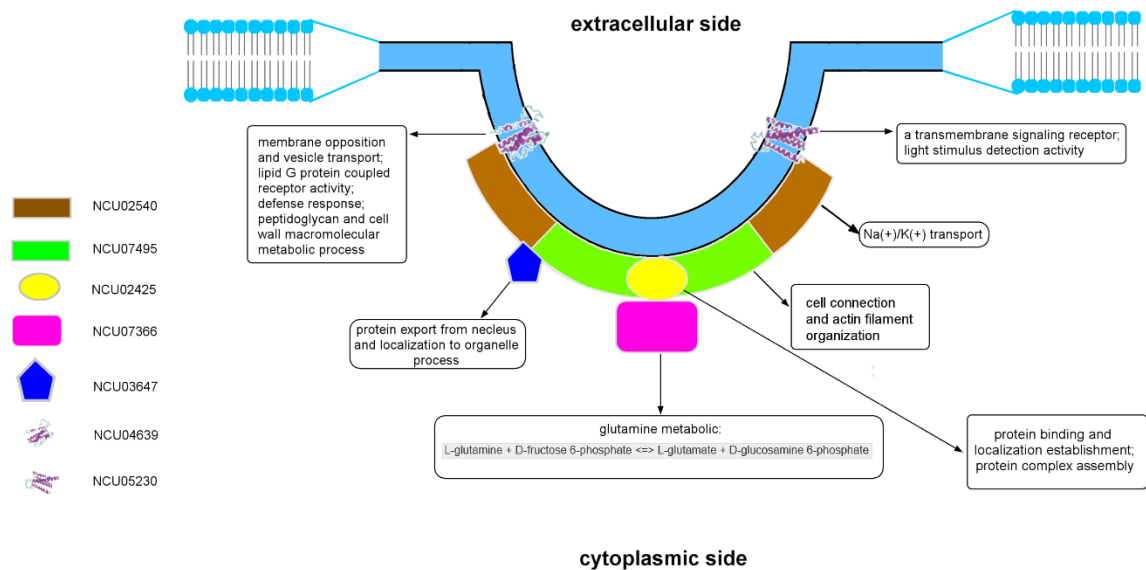 extracellular side
membrane opposition
and vesicle transport;
lipid G protein coupled
receptor activity;
defense response;
peptidoglycan and cell
wall macromolecular
metabolic process
a transmembrane signaling receptor;
light stimulus detection activity
NCU02540
NCU07495
NCU02425
NCU07366
NCU03647
NCU04639
NCU05230
Na(+)/K(+) transport
cell connection
and actin filament
organization
protein export from necleus
and localization to organelle
process
glutamine metabolic:
L-glutamine + D-fructose 6-phosphate <=> L-glutamate + D-glucosamine 6-phosphate
protein binding and
localization establishment;
protein complex assembly
cytoplasmic side